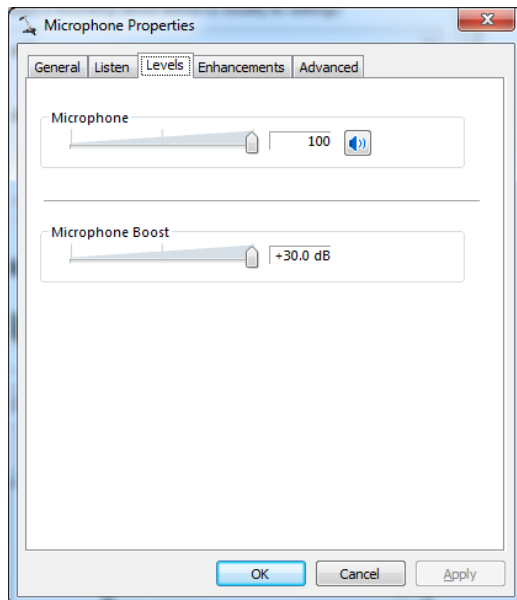 Microphone Properties
General Listen Levels Enhancements Advanced
Microphone
100
Microphone Boost
+30.0 dB
OK Cancel Apply